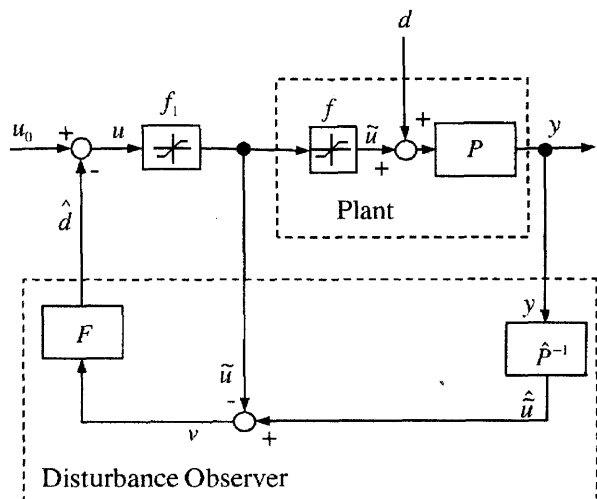 d
f₁
f
u₀
+
u
-
ũ
+
+
P
y
Plant
d̂
F
ũ
y
P̂⁻¹
-
+
v
ũ̂
Disturbance Observer